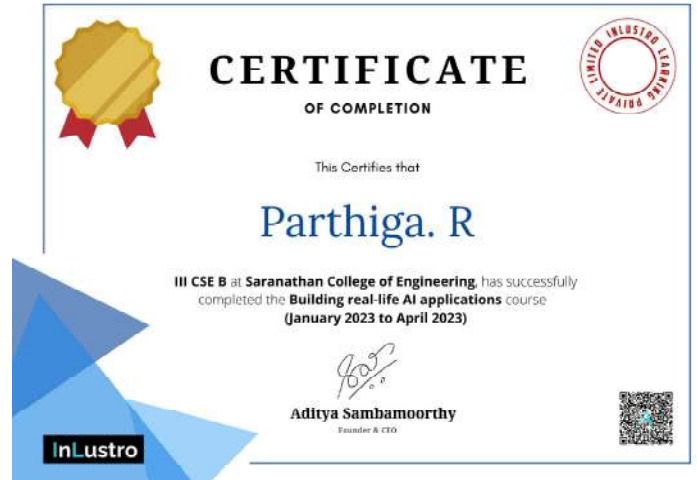 CERTIFICATE
OF COMPLETION
INLUSTRO LEARNING PRIVATE LIMITED
This Certifies that
Parthiga. R
III CSE B at Saranathan College of Engineering, has successfully
completed the Building real-life AI applications course
(January 2023 to April 2023)
Aditya Sambamoorthy
Founder & CEO
InLustro